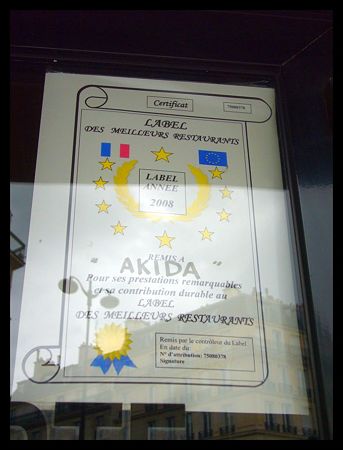 Certificat
75080378
LABEL
DES MEILLEURS RESTAURANTS
LABEL
ANNEE
2008
REMIS A
" AKIDA "
Pour ses prestations remarquables
et sa contribution durable au
LABEL
DES MEILLEURS RESTAURANTS
Remis par le contrôleur du Label
En date du:
N° d'attribution: 75080378
Signature